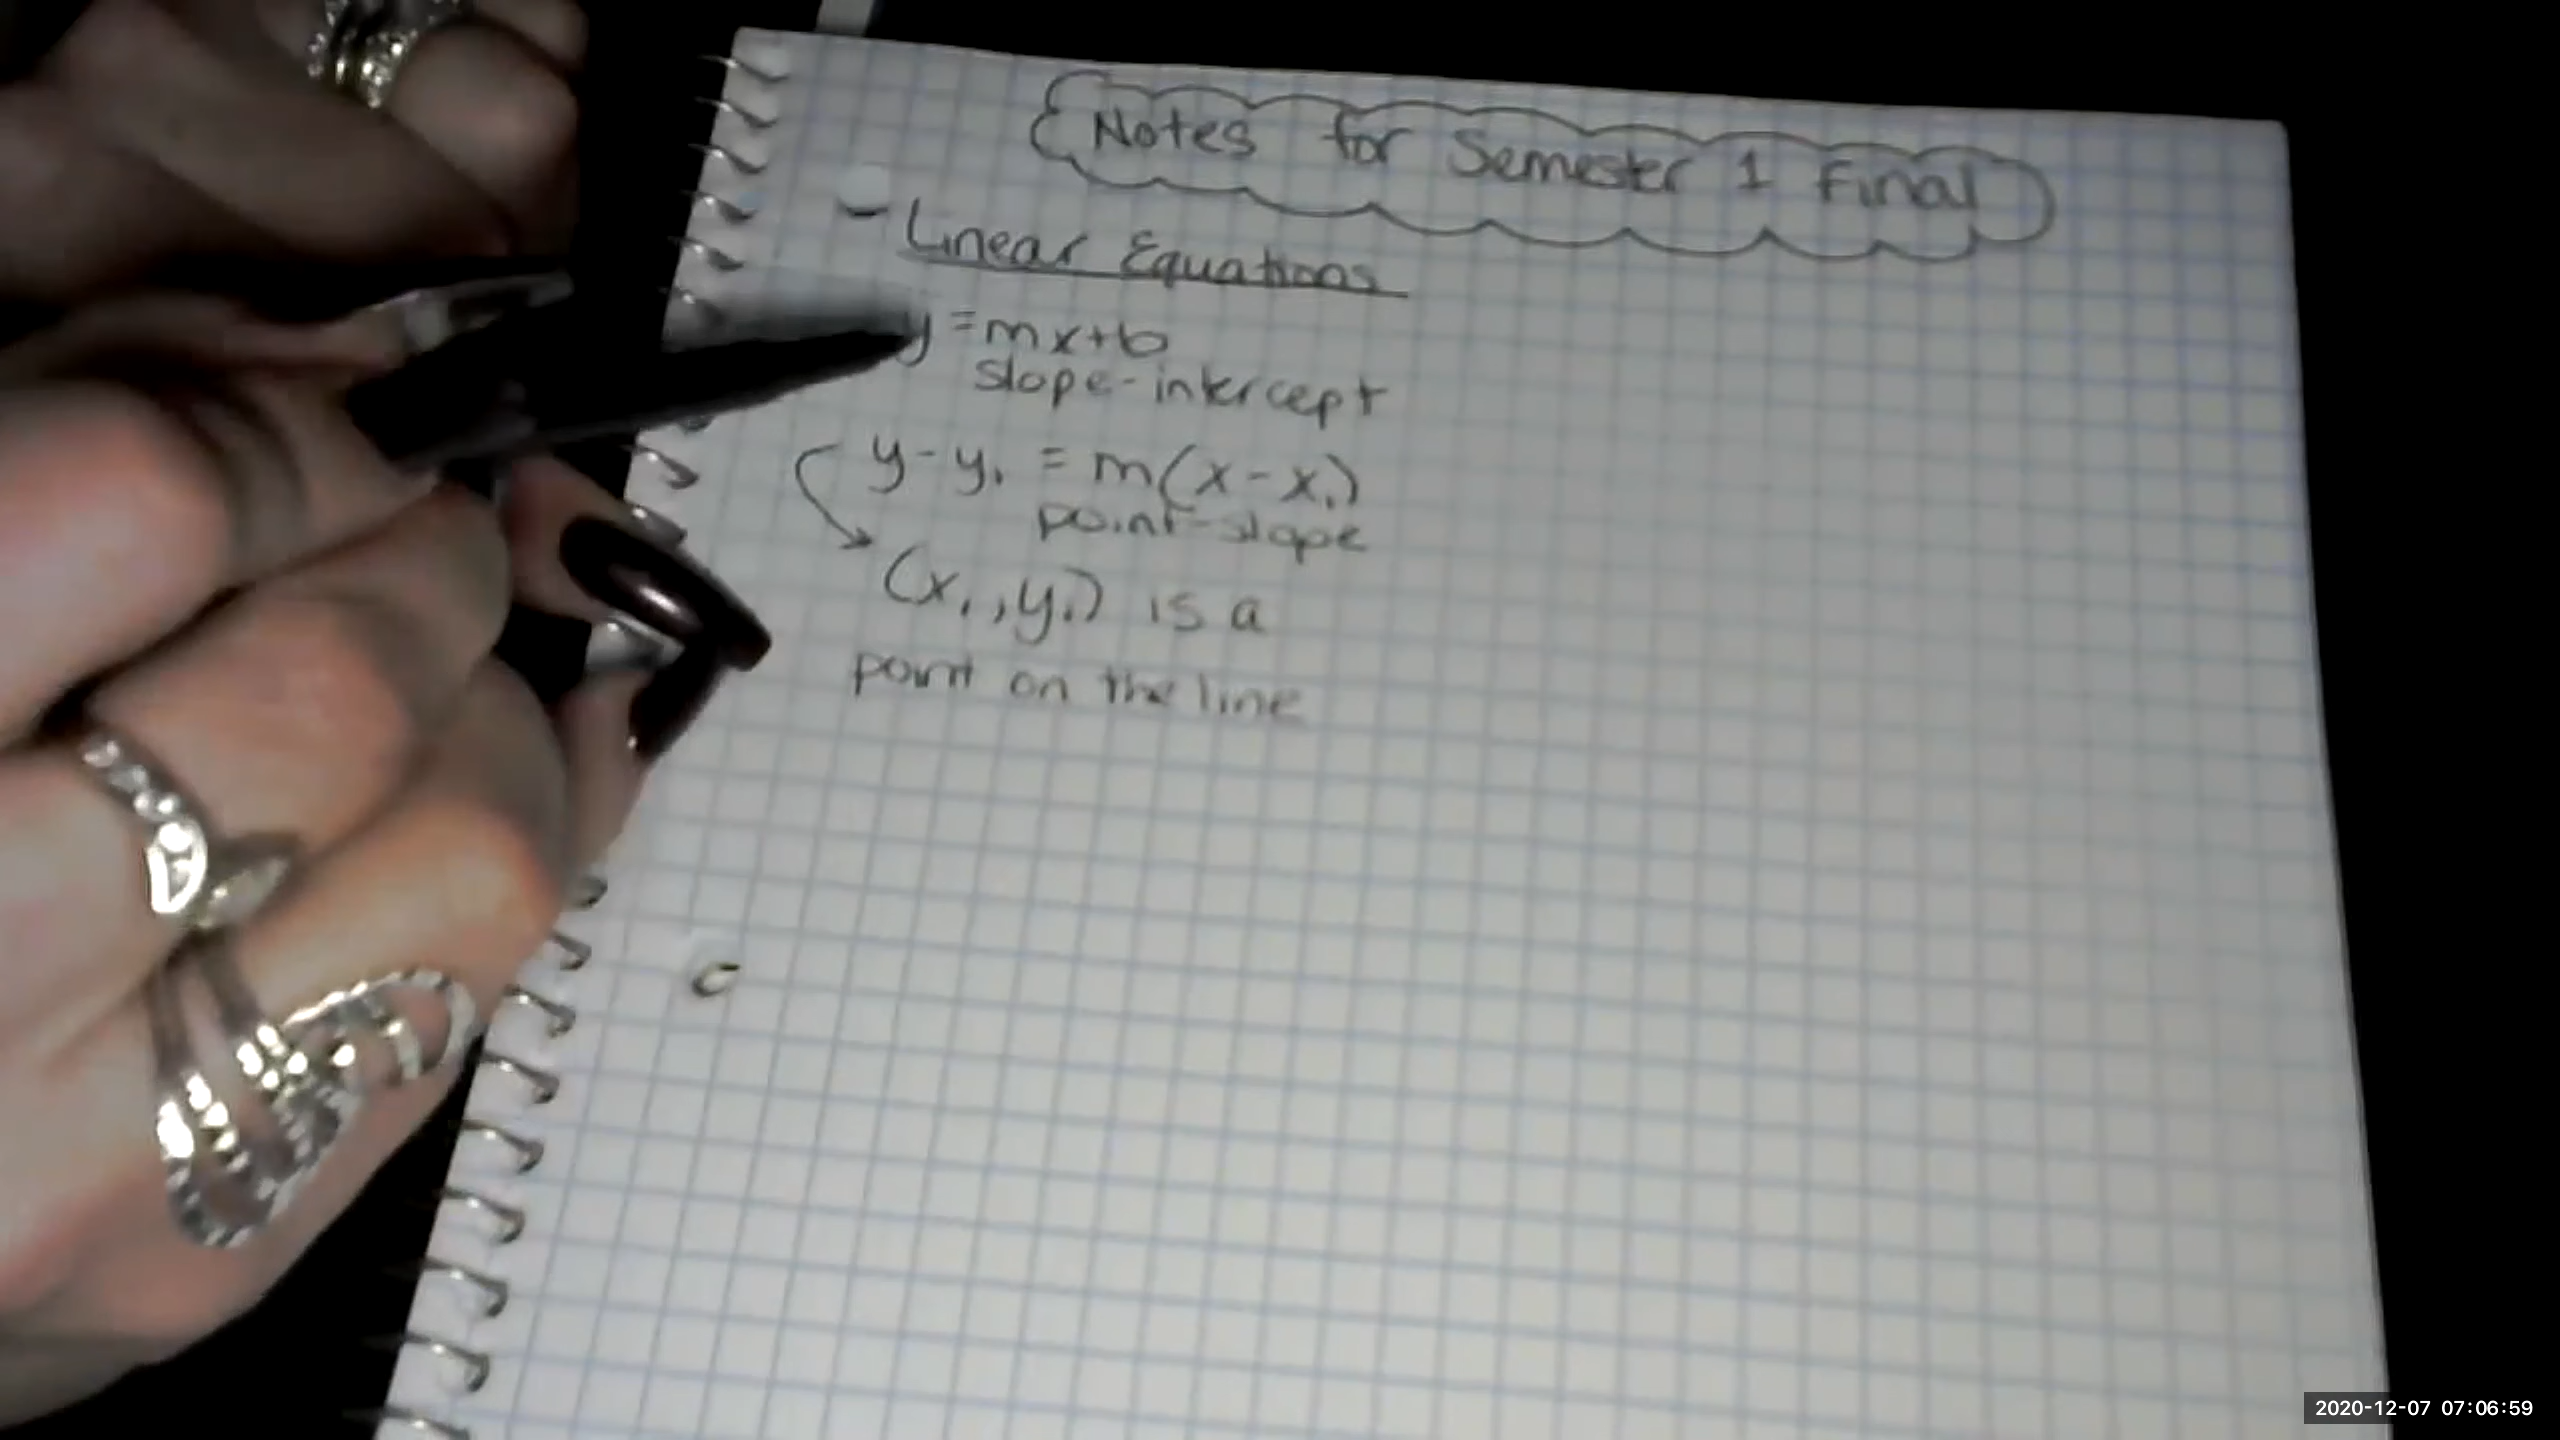 Notes for Semester 1 Final
- Linear Equations
y = mx+b
slope-intercept
y - y₁ = m(x - x₁)
point-slope
(x₁, y₁) is a
point on the line
c
2020-12-07 07:06:59